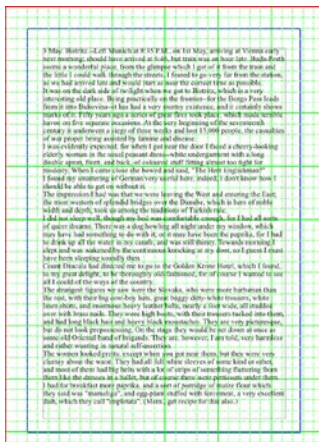 3 May. Bistritz.--Left Munich at 8:35 P.M., on 1st May, arriving at Vienna early
next morning; should have arrived at 6:46, but train was an hour late. Buda-Pesth
seems a wonderful place, from the glimpse which I got of it from the train and
the little I could walk through the streets. I feared to go very far from the station,
as we had arrived late and would start as near the correct time as possible.
It was on the dark side of twilight when we got to Bistritz, which is a very
interesting old place. Being practically on the frontier--for the Borgo Pass leads
from it into Bukovina--it has had a very stormy existence, and it certainly shows
marks of it. Fifty years ago a series of great fires took place, which made terrible
havoc on five separate occasions. At the very beginning of the seventeenth
century it underwent a siege of three weeks and lost 13,000 people, the casualties
of war proper being assisted by famine and disease.
I was evidently expected, for when I got near the door I faced a cheery-looking
elderly woman in the usual peasant dress--white undergarment with a long
double apron, front, and back, of coloured stuff fitting almost too tight for
modesty. When I came close she bowed and said, "The Herr Englishman?"
I found my smattering of German very useful here, indeed, I don't know how I
should be able to get on without it.
The impression I had was that we were leaving the West and entering the East;
the most western of splendid bridges over the Danube, which is here of noble
width and depth, took us among the traditions of Turkish rule.
I did not sleep well, though my bed was comfortable enough, for I had all sorts
of queer dreams. There was a dog howling all night under my window, which
may have had something to do with it; or it may have been the paprika, for I had
to drink up all the water in my carafe, and was still thirsty. Towards morning I
slept and was wakened by the continuous knocking at my door, so I guess I must
have been sleeping soundly then.
Count Dracula had directed me to go to the Golden Krone Hotel, which I found,
to my great delight, to be thoroughly old-fashioned, for of course I wanted to see
all I could of the ways of the country.
The strangest figures we saw were the Slovaks, who were more barbarian than
the rest, with their big cow-boy hats, great baggy dirty-white trousers, white
linen shirts, and enormous heavy leather belts, nearly a foot wide, all studded
over with brass nails. They wore high boots, with their trousers tucked into them,
and had long black hair and heavy black moustaches. They are very picturesque,
but do not look prepossessing. On the stage they would be set down at once as
some old Oriental band of brigands. They are, however, I am told, very harmless
and rather wanting in natural self-assertion.
The women looked pretty, except when you got near them, but they were very
clumsy about the waist. They had all full white sleeves of some kind or other,
and most of them had big belts with a lot of strips of something fluttering from
them like the dresses in a ballet, but of course there were petticoats under them.
I had for breakfast more paprika, and a sort of porridge of maize flour which
they said was "mamaliga", and egg-plant stuffed with forcemeat, a very excellent
dish, which they call "impletata". (Mem., get recipe for this also.)